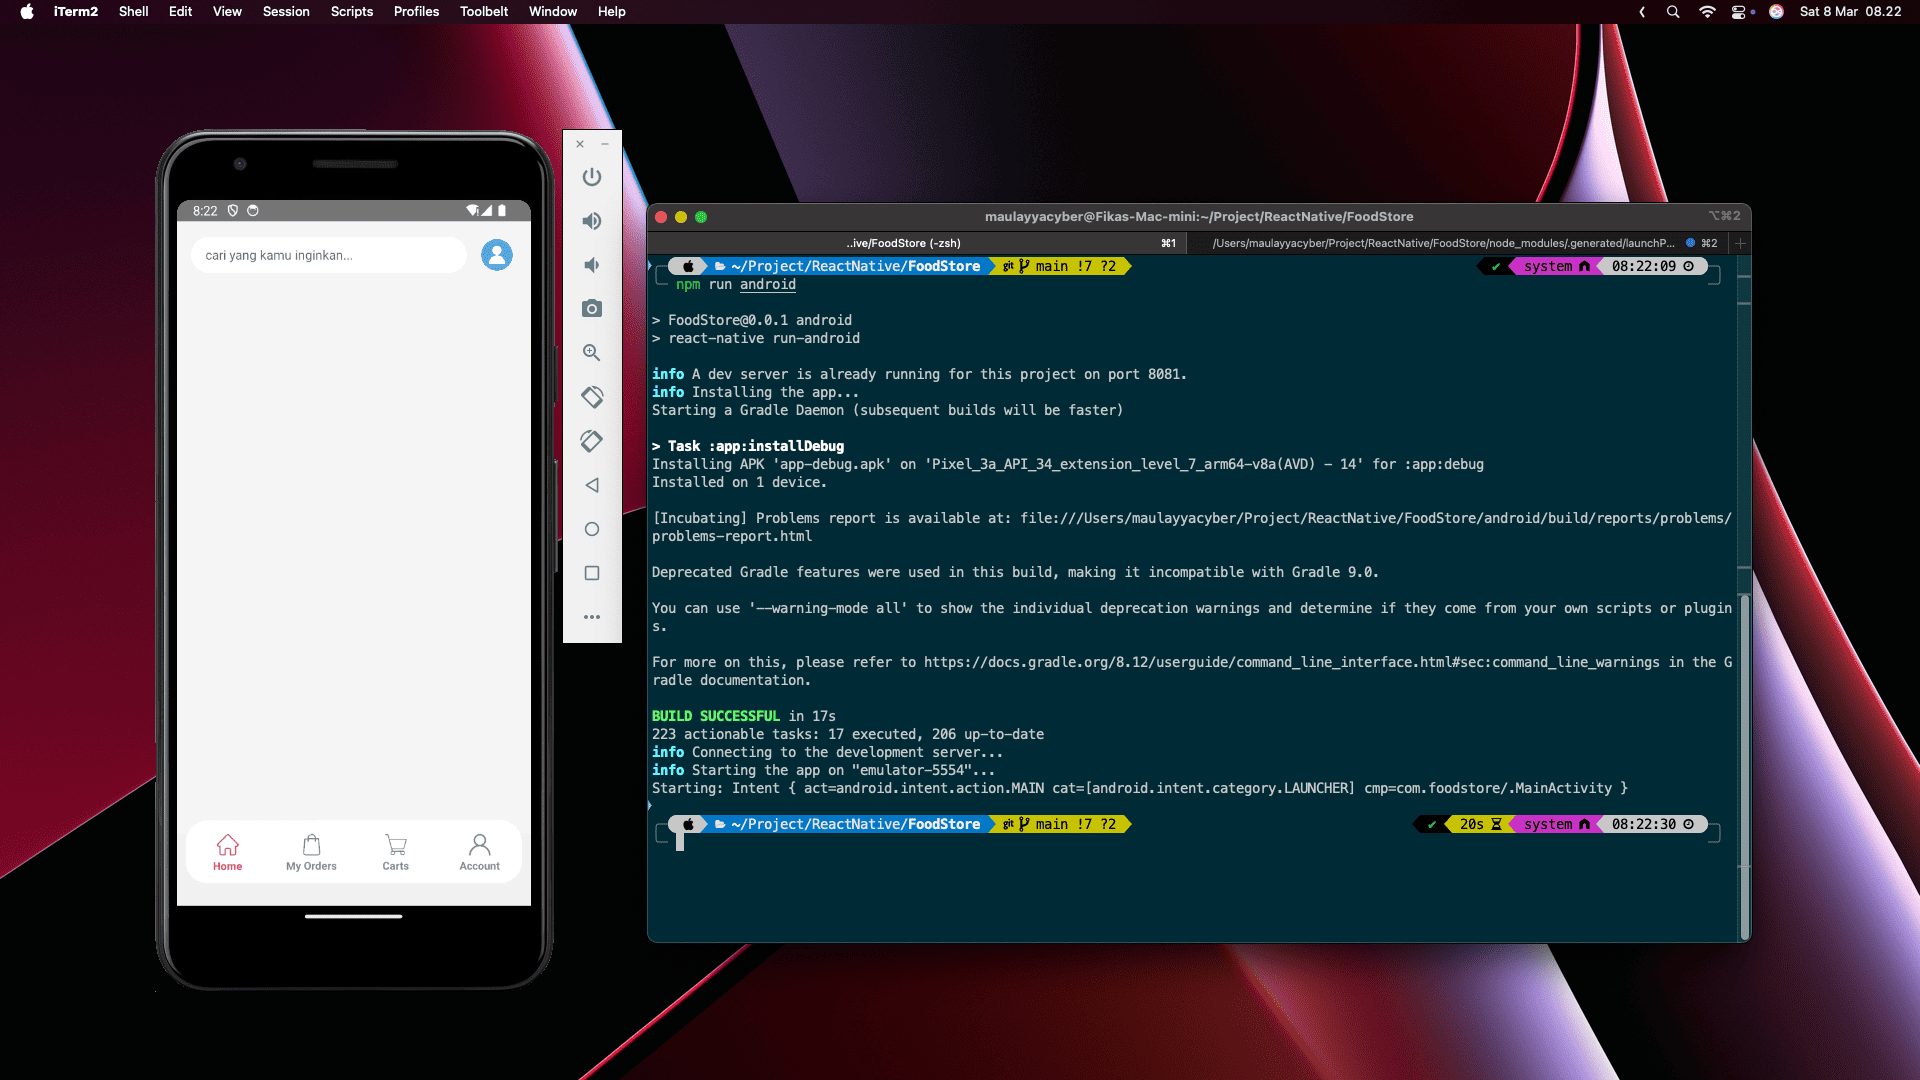 iTerm2 Shell Edit View Session Scripts Profiles Toolbelt Window Help Sat 8 Mar 08.22
8:22
cari yang kamu inginkan...
Home My Orders Carts Account
maulayyacyber@Fikas-Mac-mini:~/Project/ReactNative/FoodStore ⌥⌘2
..ive/FoodStore (-zsh) ⌘1 /Users/maulayyacyber/Project/ReactNative/FoodStore/node_modules/.generated/launchP... ⌘2
~/Project/ReactNative/FoodStore git main !7 ?2 ✔ system 08:22:09
npm run android
> FoodStore@0.0.1 android
> react-native run-android
info A dev server is already running for this project on port 8081.
info Installing the app...
Starting a Gradle Daemon (subsequent builds will be faster)
> Task :app:installDebug
Installing APK 'app-debug.apk' on 'Pixel_3a_API_34_extension_level_7_arm64-v8a(AVD) - 14' for :app:debug
Installed on 1 device.
[Incubating] Problems report is available at: file:///Users/maulayyacyber/Project/ReactNative/FoodStore/android/build/reports/problems/
problems-report.html
Deprecated Gradle features were used in this build, making it incompatible with Gradle 9.0.
You can use '--warning-mode all' to show the individual deprecation warnings and determine if they come from your own scripts or plugin
s.
For more on this, please refer to https://docs.gradle.org/8.12/userguide/command_line_interface.html#sec:command_line_warnings in the G
radle documentation.
BUILD SUCCESSFUL in 17s
223 actionable tasks: 17 executed, 206 up-to-date
info Connecting to the development server...
info Starting the app on "emulator-5554"...
Starting: Intent { act=android.intent.action.MAIN cat=[android.intent.category.LAUNCHER] cmp=com.foodstore/.MainActivity }
~/Project/ReactNative/FoodStore git main !7 ?2 ✔ 20s system 08:22:30